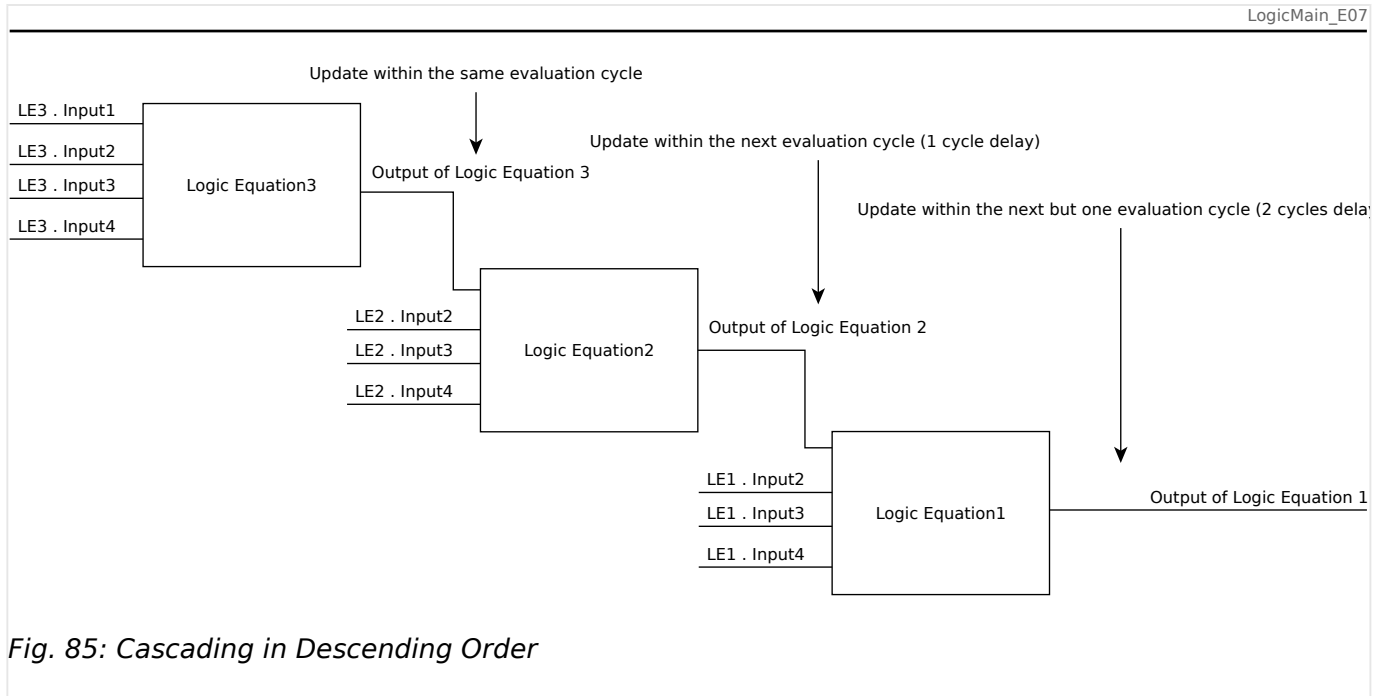 LogicMain_E07
Update within the same evaluation cycle
LE3 . Input1
LE3 . Input2
LE3 . Input3
LE3 . Input4
Logic Equation3
Output of Logic Equation 3
Update within the next evaluation cycle (1 cycle delay)
LE2 . Input2
LE2 . Input3
LE2 . Input4
Logic Equation2
Output of Logic Equation 2
Update within the next but one evaluation cycle (2 cycles delay
LE1 . Input2
LE1 . Input3
LE1 . Input4
Logic Equation1
Output of Logic Equation 1
Fig. 85: Cascading in Descending Order